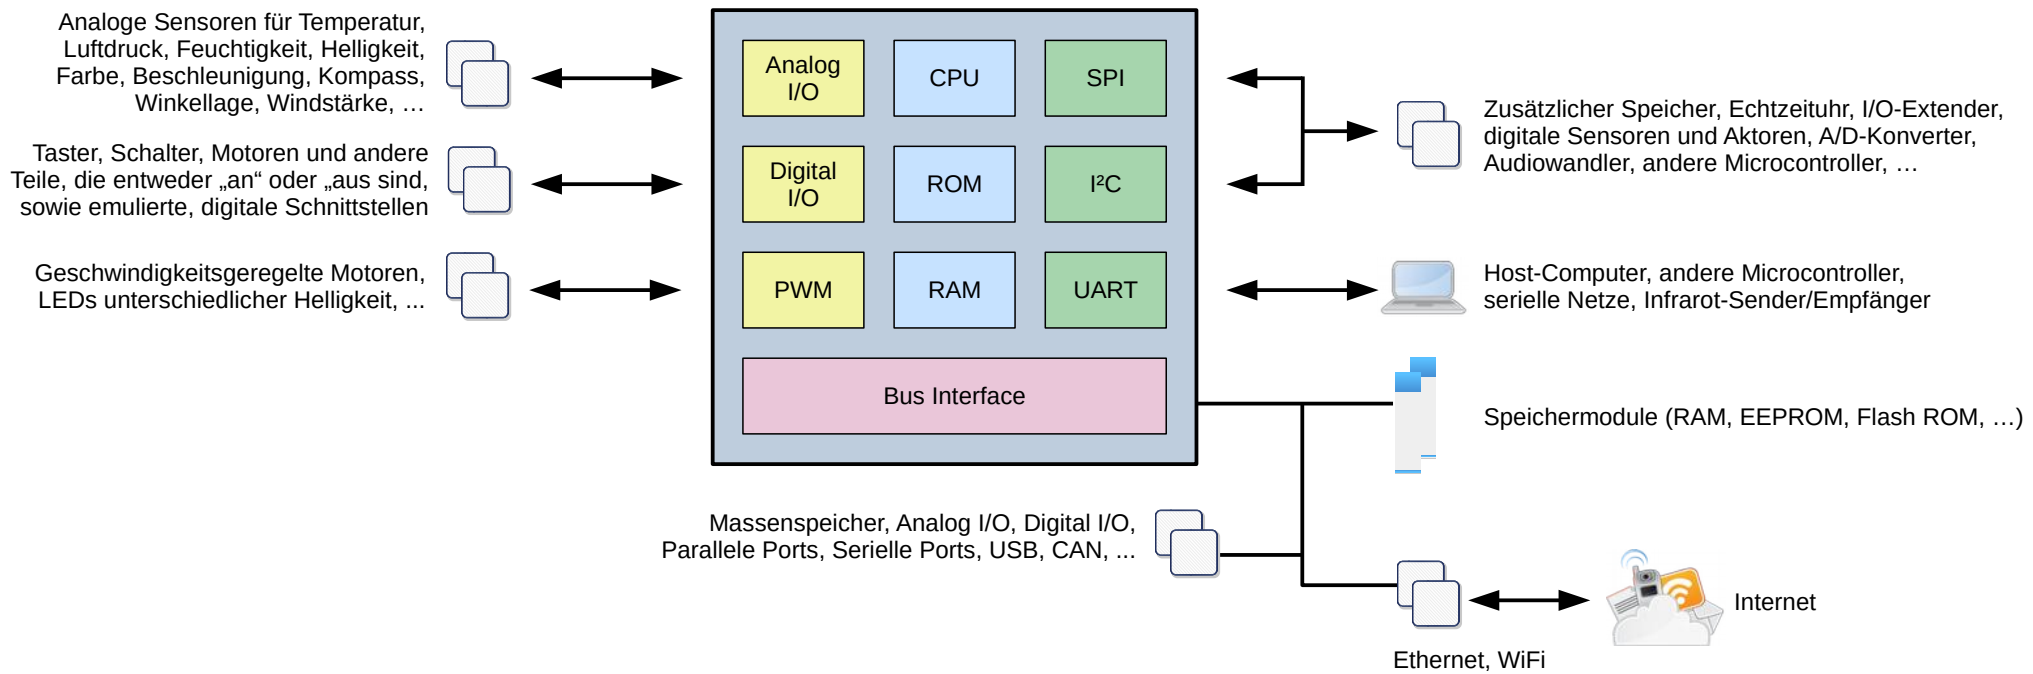 Analoge Sensoren für Temperatur,
Luftdruck, Feuchtigkeit, Helligkeit,
Farbe, Beschleunigung, Kompass,
Winkellage, Windstärke, …
Taster, Schalter, Motoren und andere
Teile, die entweder „an“ oder „aus sind,
sowie emulierte, digitale Schnittstellen
Geschwindigkeitsgeregelte Motoren,
LEDs unterschiedlicher Helligkeit, ...
Analog
I/O
CPU
SPI
Digital
I/O
ROM
I²C
PWM
RAM
UART
Bus Interface
Zusätzlicher Speicher, Echtzeituhr, I/O-Extender,
digitale Sensoren und Aktoren, A/D-Konverter,
Audiowandler, andere Microcontroller, …
Host-Computer, andere Microcontroller,
serielle Netze, Infrarot-Sender/Empfänger
Speichermodule (RAM, EEPROM, Flash ROM, …)
Massenspeicher, Analog I/O, Digital I/O,
Parallele Ports, Serielle Ports, USB, CAN, ...
Internet
Ethernet, WiFi